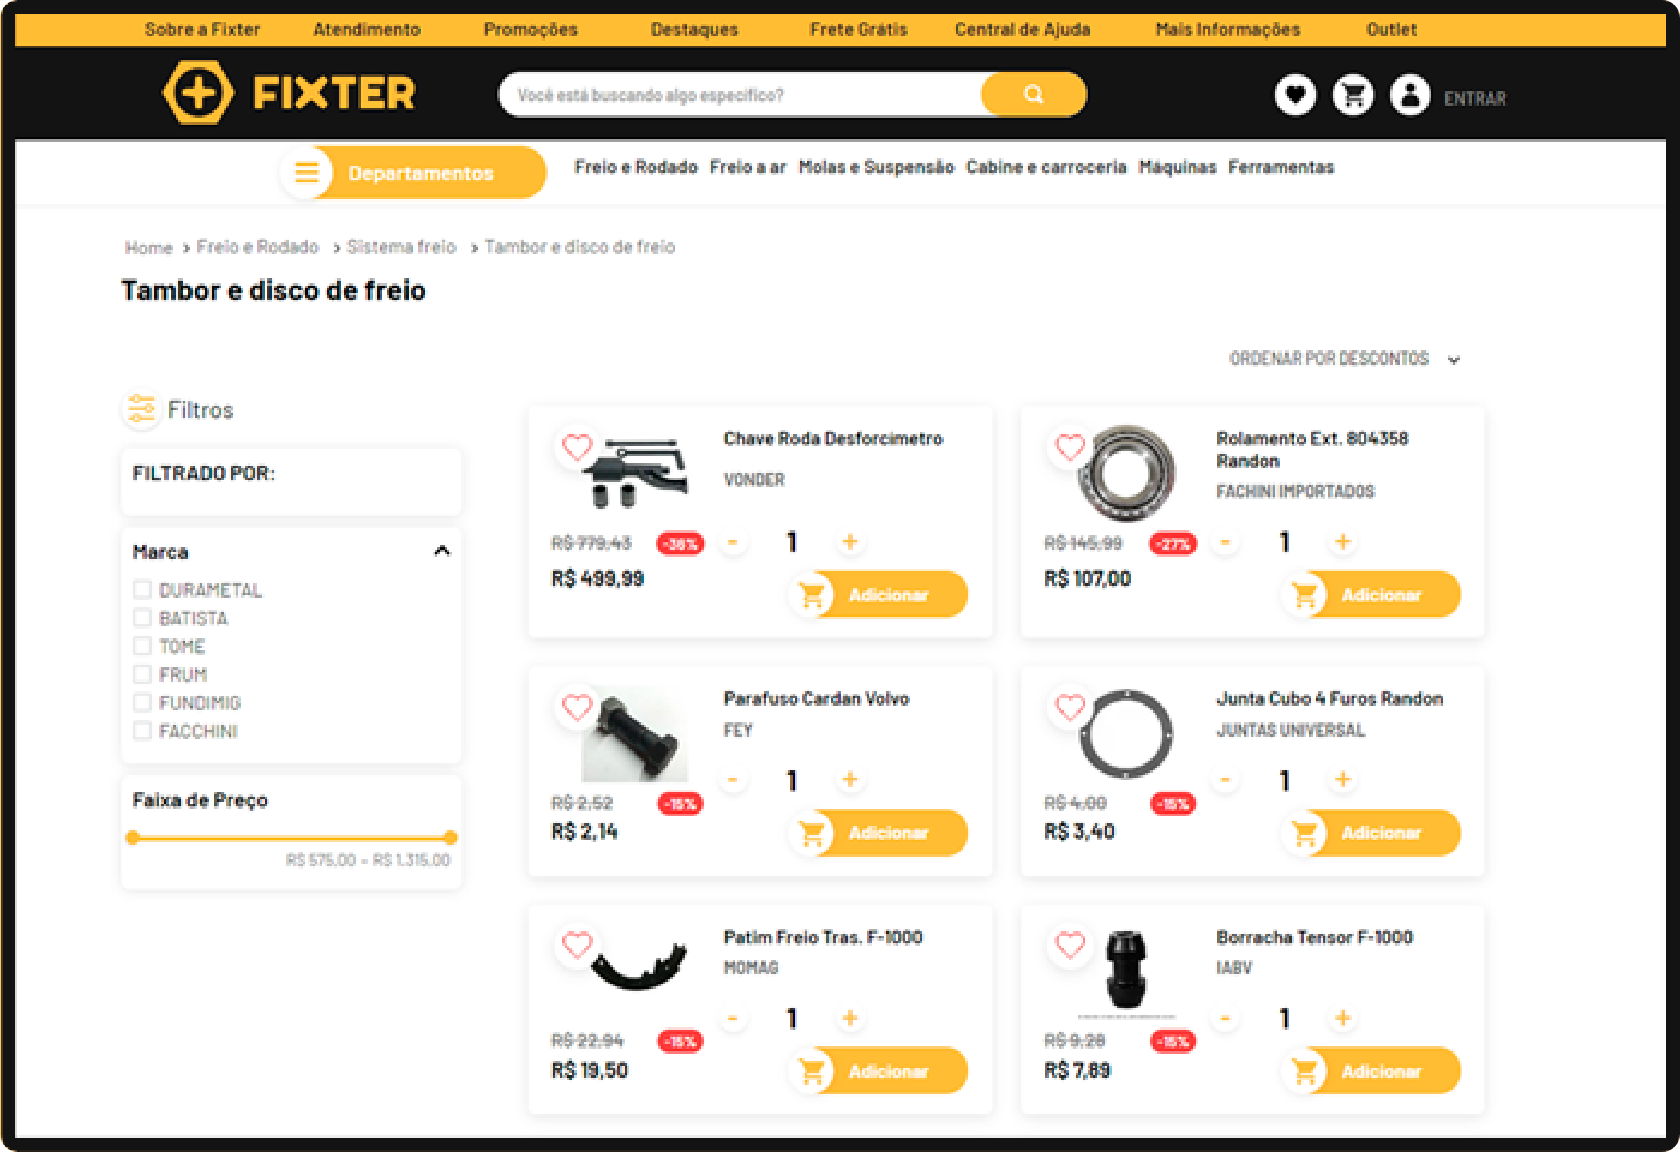 Sobre a Fixter Atendimento Promoções Destaques Frete Grátis Central de Ajuda Mais Informações Outlet
FIXTER
Você está buscando algo específico?
ENTRAR
Departamentos
Freio e Rodado Freio a ar Molas e Suspensão Cabine e carroceria Máquinas Ferramentas
Home > Freio e Rodado > Sistema freio > Tambor e disco de freio
Tambor e disco de freio
ORDENAR POR DESCONTOS
Filtros
FILTRADO POR:
Marca
DURAMETAL
BATISTA
TOME
FRUM
FUNDIMIG
FACCHINI
Faixa de Preço
R$ 575,00 – R$ 1.315,00
Chave Roda Desforcimetro
VONDER
R$ 779,43 -36% - 1 +
R$ 499,99
Adicionar
Rolamento Ext. 804358
Randon
FACHINI IMPORTADOS
R$ 145,99 -27% - 1 +
R$ 107,00
Adicionar
Parafuso Cardan Volvo
FEY
- 1 +
R$ 2,52 -15%
R$ 2,14
Adicionar
Junta Cubo 4 Furos Randon
JUNTAS UNIVERSAL
- 1 +
R$ 4,00 -15%
R$ 3,40
Adicionar
Patim Freio Tras. F-1000
MOMAG
- 1 +
R$ 22,94 -15%
R$ 19,50
Adicionar
Borracha Tensor F-1000
IABV
- 1 +
R$ 9,28 -15%
R$ 7,89
Adicionar